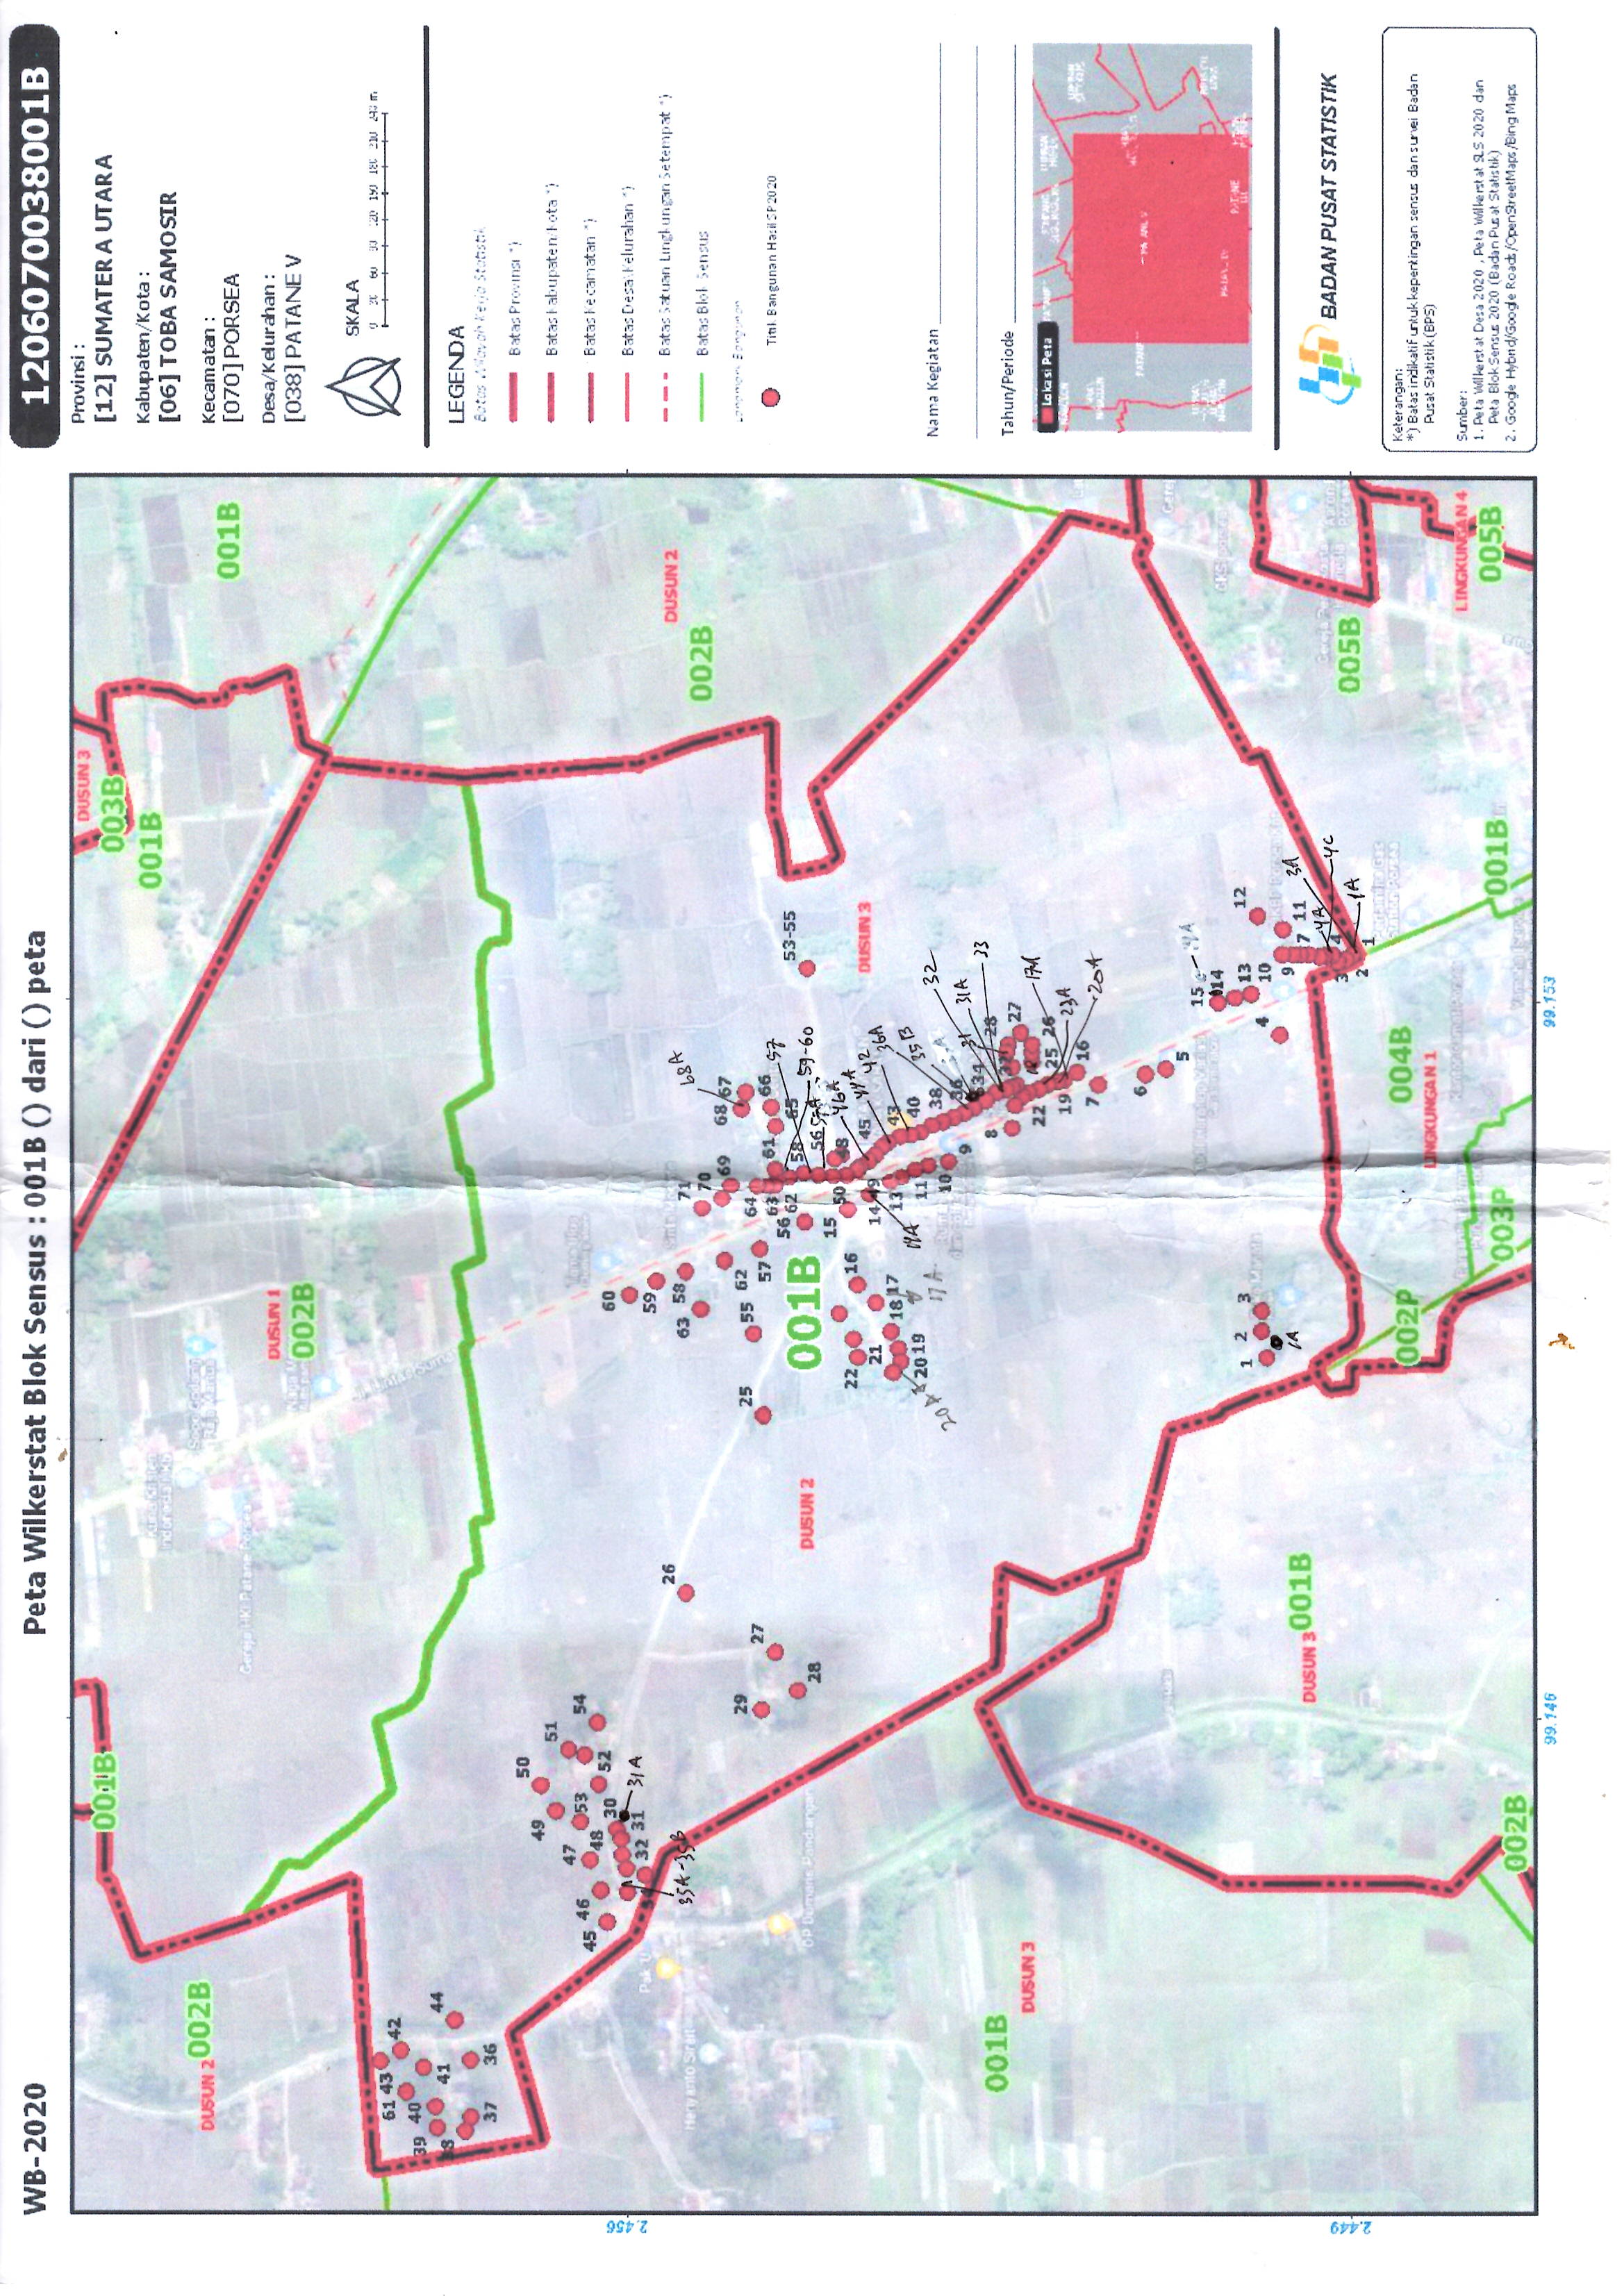 WB-2020
Peta Wilkerstat Blok Sensus : 001B () dari () peta
1206070038001B
Provinsi :
[12] SUMATERA UTARA
Kabupaten/Kota :
[06] TOBA SAMOSIR
Kecamatan :
[070] PORSEA
Desa/Kelurahan :
[038] PATANE V
SKALA
0 30 60 90 120 150 180 210 240 m
LEGENDA
Batas Wilayah Kerja Statistik
Batas Provinsi *)
Batas Kabupaten/Kota *)
Batas Kecamatan *)
Batas Desa/Kelurahan *)
Batas Satuan Lingkungan Setempat *)
Batas Blok Sensus
Landmark Bangunan
Titik Bangunan Hasil SP2020
Nama Kegiatan
Tahun/Periode
Lokasi Peta
PATANE V
BADAN PUSAT STATISTIK
Keterangan:
*) Batas indikatif untuk kepentingan sensus dan survei Badan
Pusat Statistik (BPS)
Sumber:
1. Peta Wilkerstat Desa 2020 , Peta Wilkerstat SLS 2020 dan
Peta Blok Sensus 2020 (Badan Pusat Statistik)
2. Google Hybrid/Google Roads/OpenStreetMaps/Bing Maps
001B
DUSUN 3
003B
001B
DUSUN 2 002B
001B
Sopo Godang
Raja Martua
Gereja HKI Patane Porsea
DUSUN 1
002B
61 43
42
39 40
41
44
37
36
50
49
51
47
53
54
45 46
48
52
30
32 31
31A
35A-35B
Pak U
Heriyanto Sirait
OP Dumaris Pandiangan
26
29
27
28
25
DUSUN 2
001B
60
59
63 58
71
70
69
68A
68 67
55
62
57
64
63
61
66
65
56
62
58
57
59-60
56
55A
53-55
DUSUN 3
DUSUN 2
002B
15
50
48
46A
45
44A
42
22
16
21
20 19
18 17
20A
17A
14 49
14A
13
11
10
9
43
40
38
36
36A
35B
34
32
31
31A
33
28
27
8
22
25 26
17A
19
23A
16
20A
7
6
5
15
14
13
12
10
9
11
7
4
3A
4A
4C
3 4
2 1
1A
1 2 3
1A
001B
DUSUN 3
DUSUN 3 001B
002P
004B
LINGKUNGAN 1
003P
002B
001B
005B
LINGKUNGAN 4
005B
Kantor camat porsea
2.456
2.449
99.146
99.153